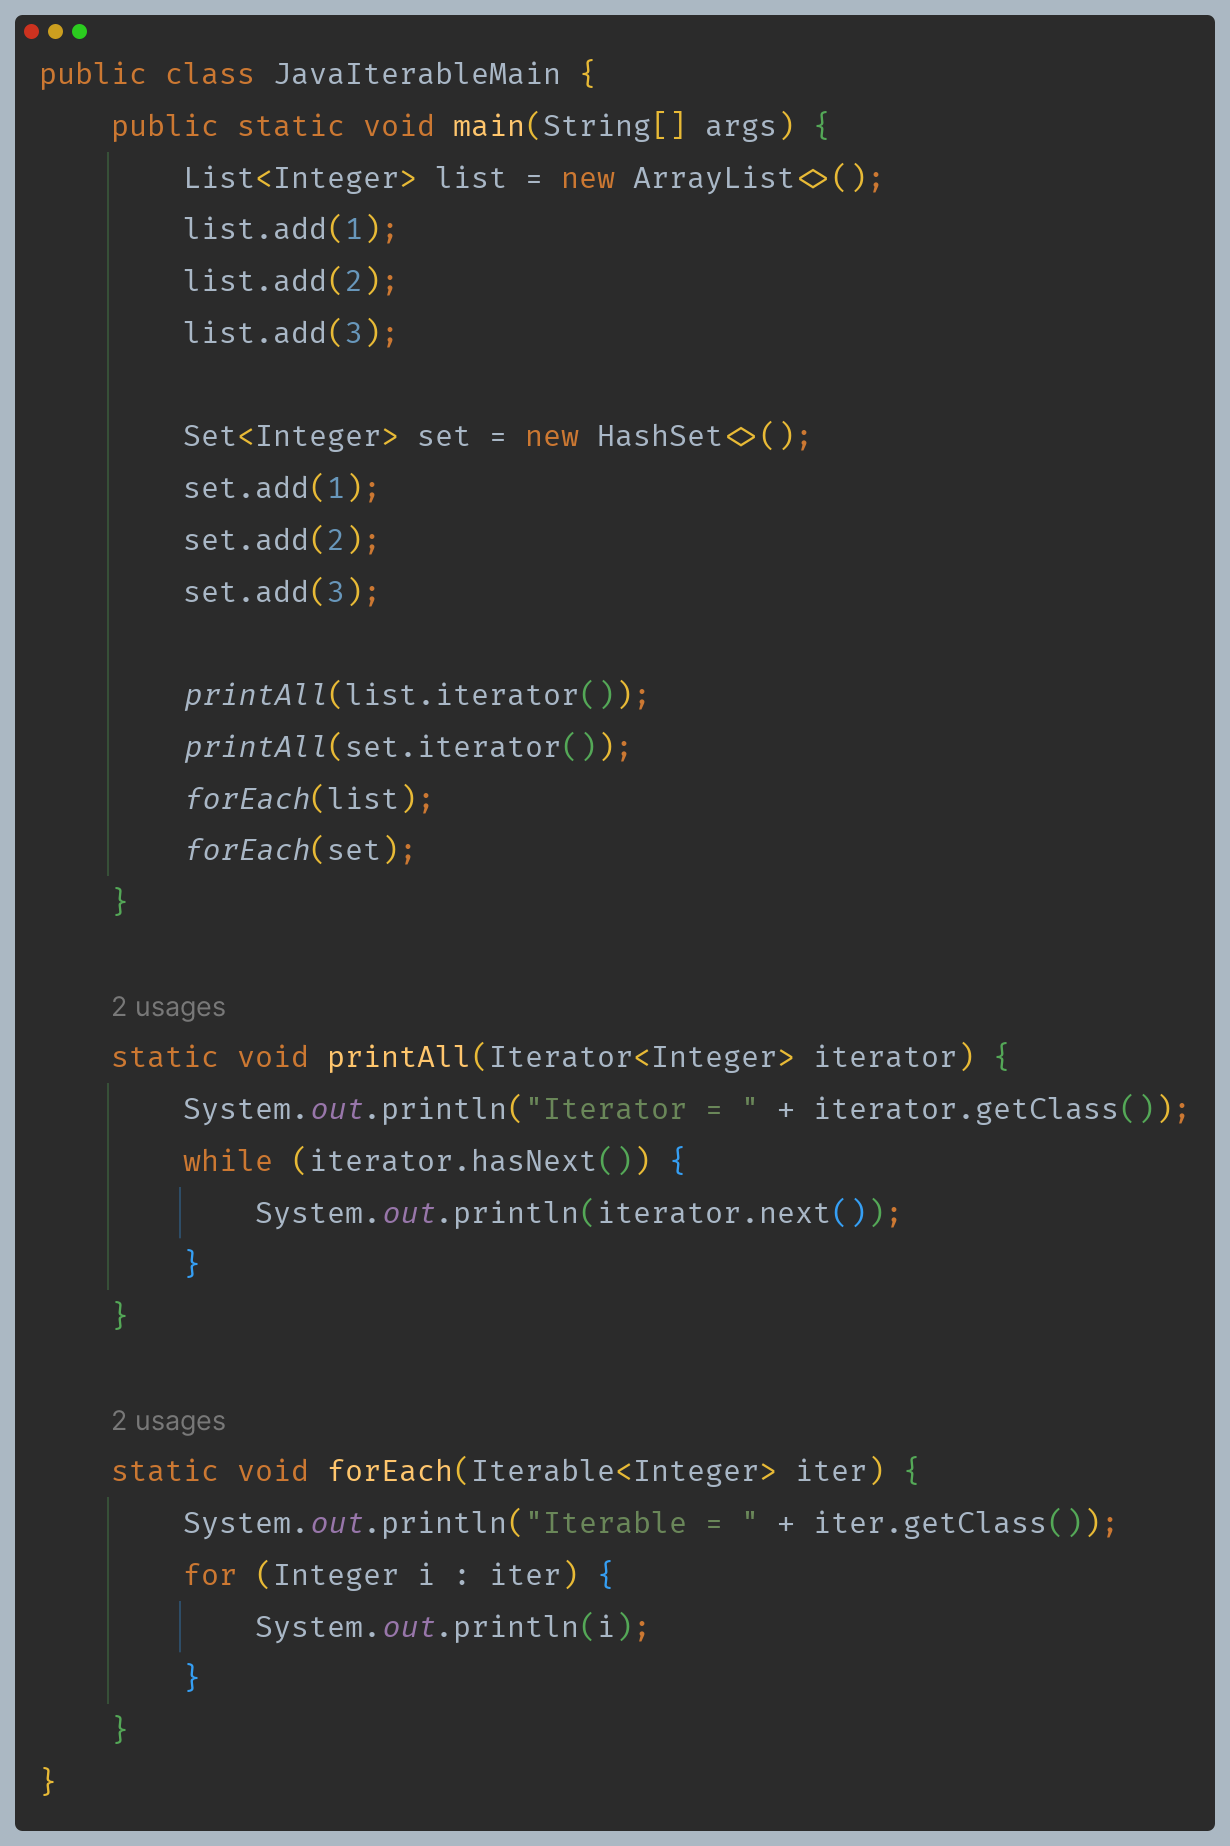 public class JavaIterableMain {
    public static void main(String[] args) {
        List<Integer> list = new ArrayList<>();
        list.add(1);
        list.add(2);
        list.add(3);

        Set<Integer> set = new HashSet<>();
        set.add(1);
        set.add(2);
        set.add(3);

        printAll(list.iterator());
        printAll(set.iterator());
        forEach(list);
        forEach(set);
    }

    2 usages
    static void printAll(Iterator<Integer> iterator) {
        System.out.println("Iterator = " + iterator.getClass());
        while (iterator.hasNext()) {
            System.out.println(iterator.next());
        }
    }

    2 usages
    static void forEach(Iterable<Integer> iter) {
        System.out.println("Iterable = " + iter.getClass());
        for (Integer i : iter) {
            System.out.println(i);
        }
    }
}